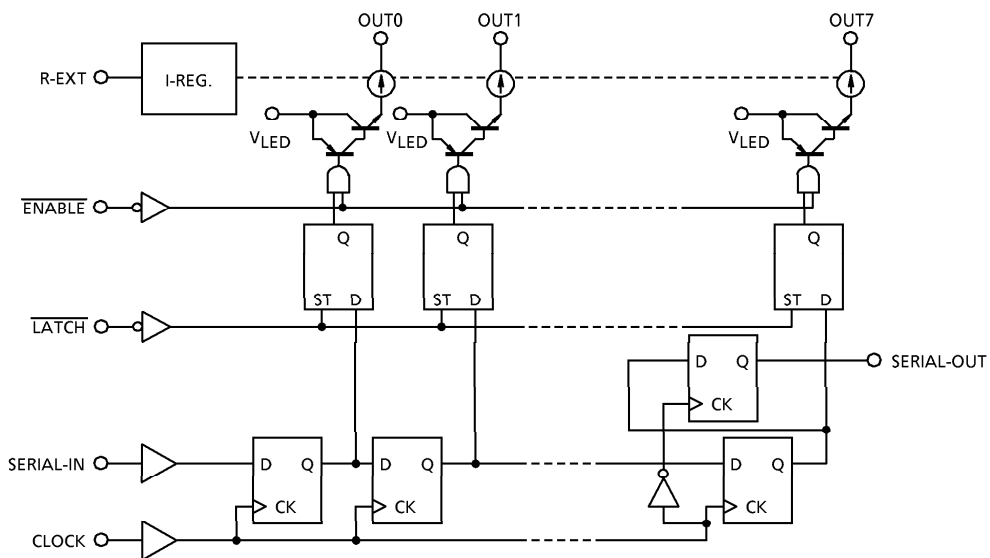 OUT0 OUT1 OUT7
R-EXT I-REG.
VLED VLED VLED
ENABLE
Q Q Q
ST D ST D ST D
LATCH
D Q SERIAL-OUT
CK
SERIAL-IN D Q D Q D Q
CK CK CK
CLOCK